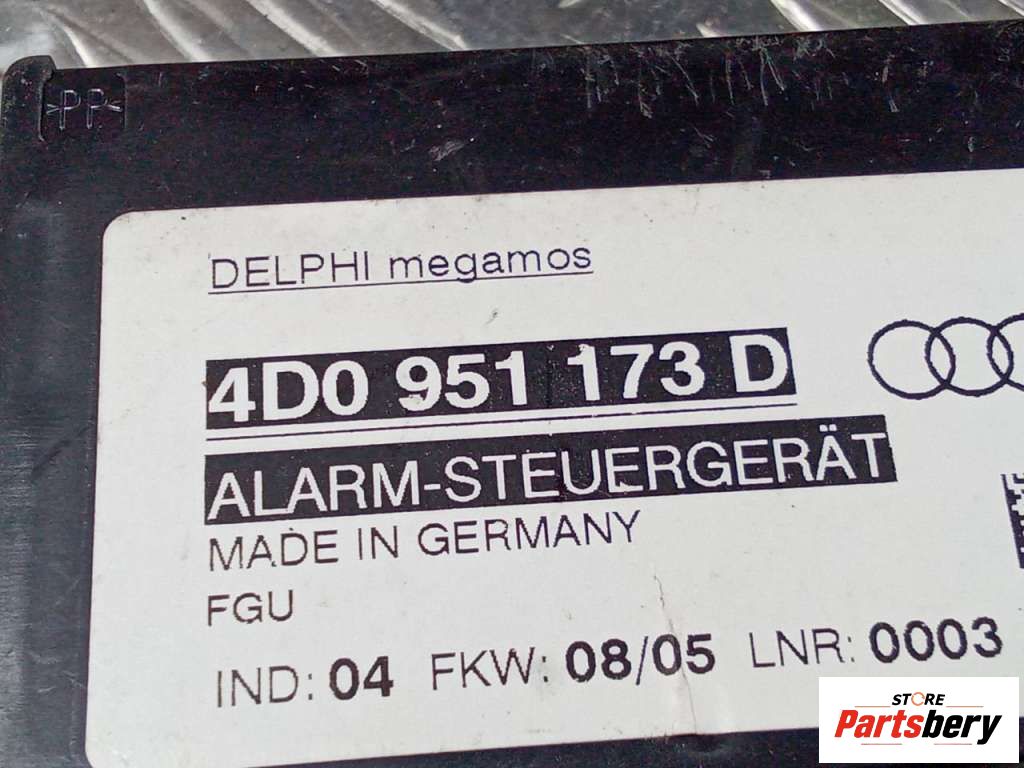 >PP<
DELPHI megamos
4D0 951 173 D
ALARM-STEUERGERÄT
MADE IN GERMANY
FGU
IND: 04 FKW: 08/05 LNR: 0003
STORE
Partsbery